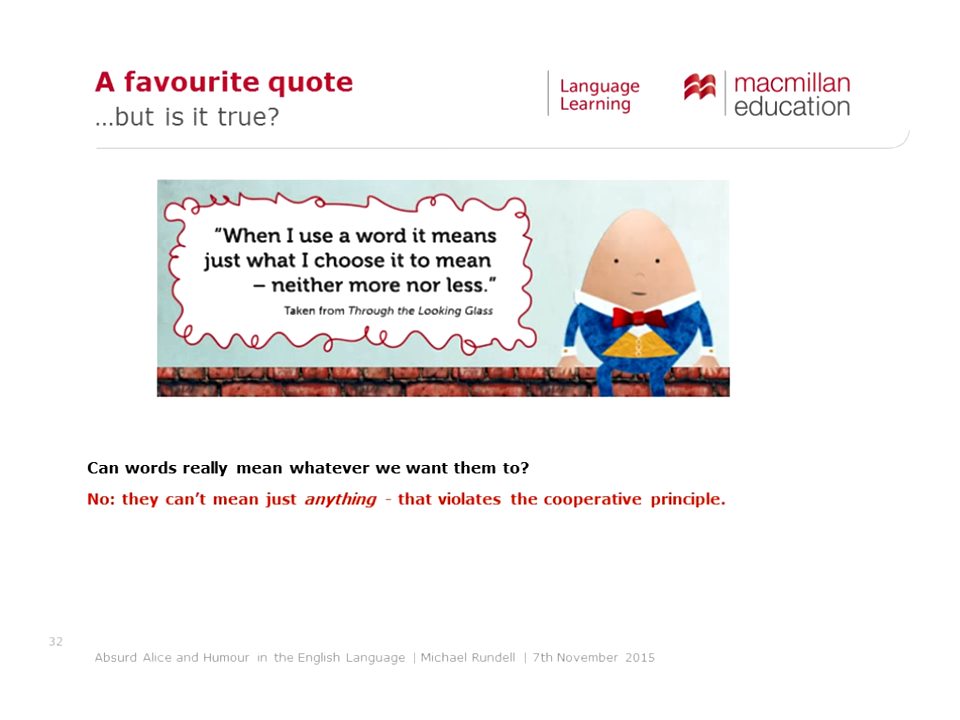 A favourite quote
...but is it true?
Language
Learning
macmillan
education
“When I use a word it means
just what I choose it to mean
– neither more nor less.”
Taken from Through the Looking Glass
Can words really mean whatever we want them to?
No: they can’t mean just anything - that violates the cooperative principle.
32
Absurd Alice and Humour in the English Language | Michael Rundell | 7th November 2015